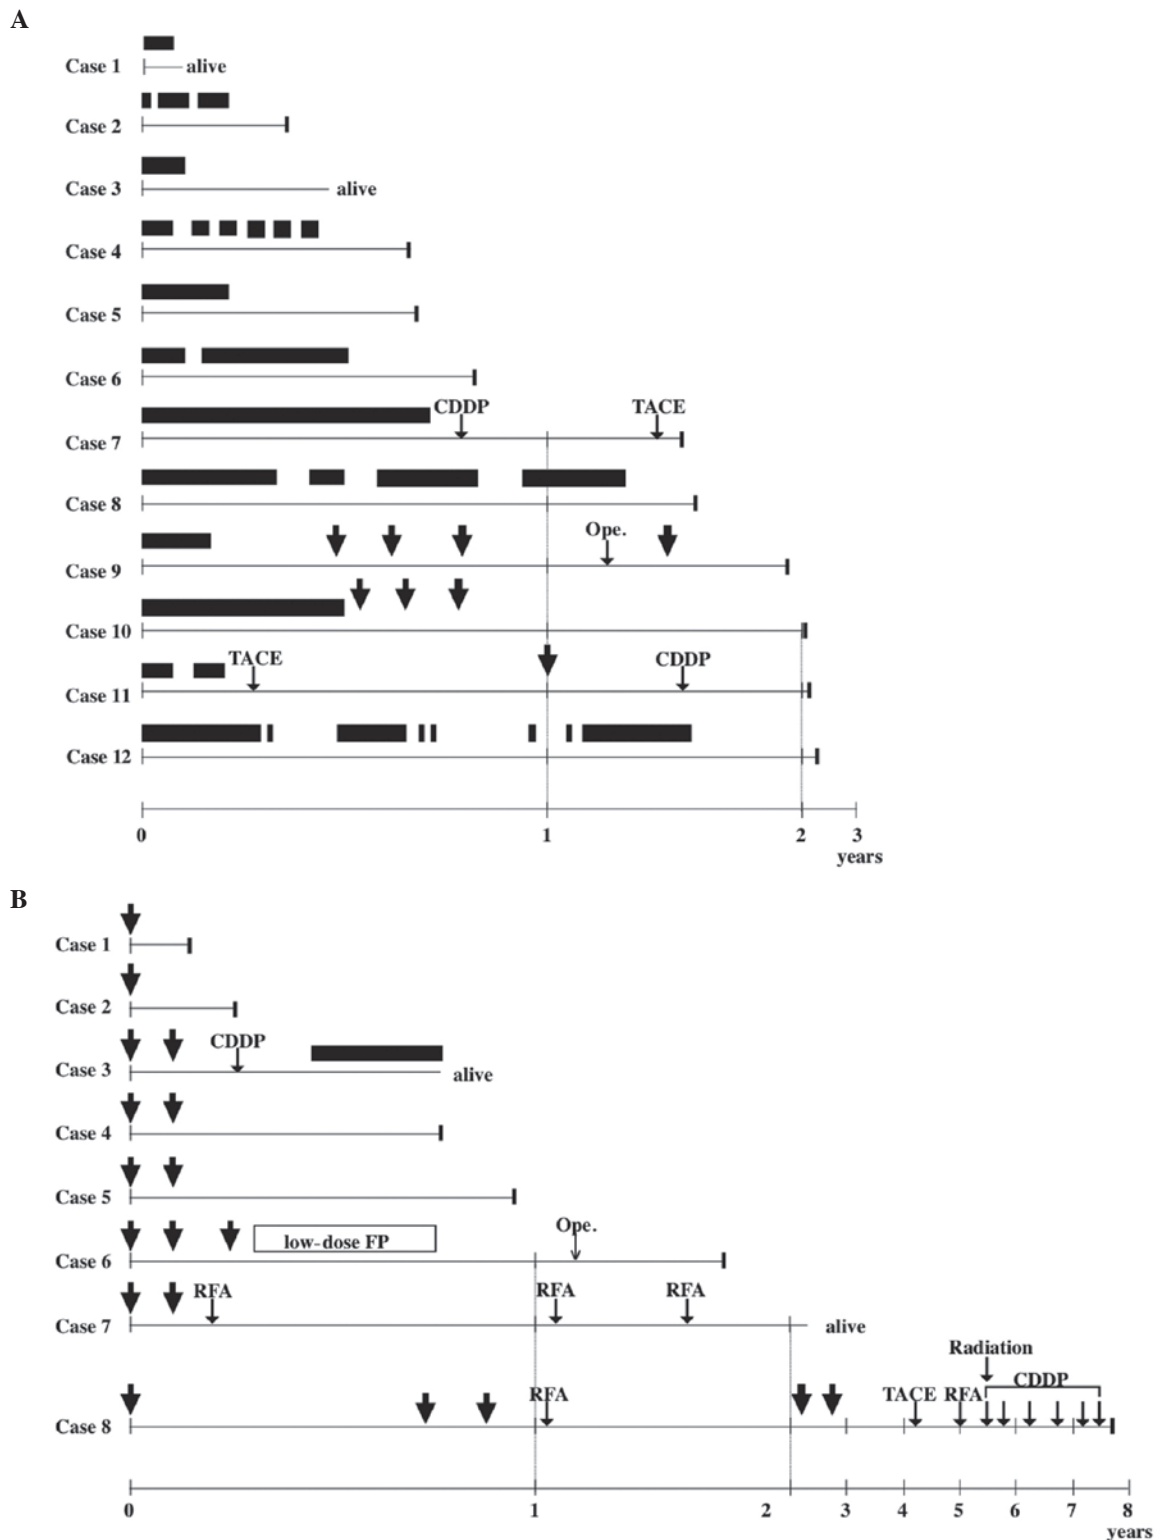 A
Case 1 alive
Case 2
Case 3 alive
Case 4
Case 5
Case 6
CDDP TACE
Case 7
Case 8
Ope.
Case 9
Case 10
TACE CDDP
Case 11
Case 12
0 1 2 3
years
B
Case 1
Case 2
CDDP
Case 3 alive
Case 4
Case 5
Ope.
low-dose FP
Case 6
RFA RFA RFA
Case 7 alive
Radiation
CDDP
RFA TACE RFA
Case 8
0 1 2 3 4 5 6 7 8
years